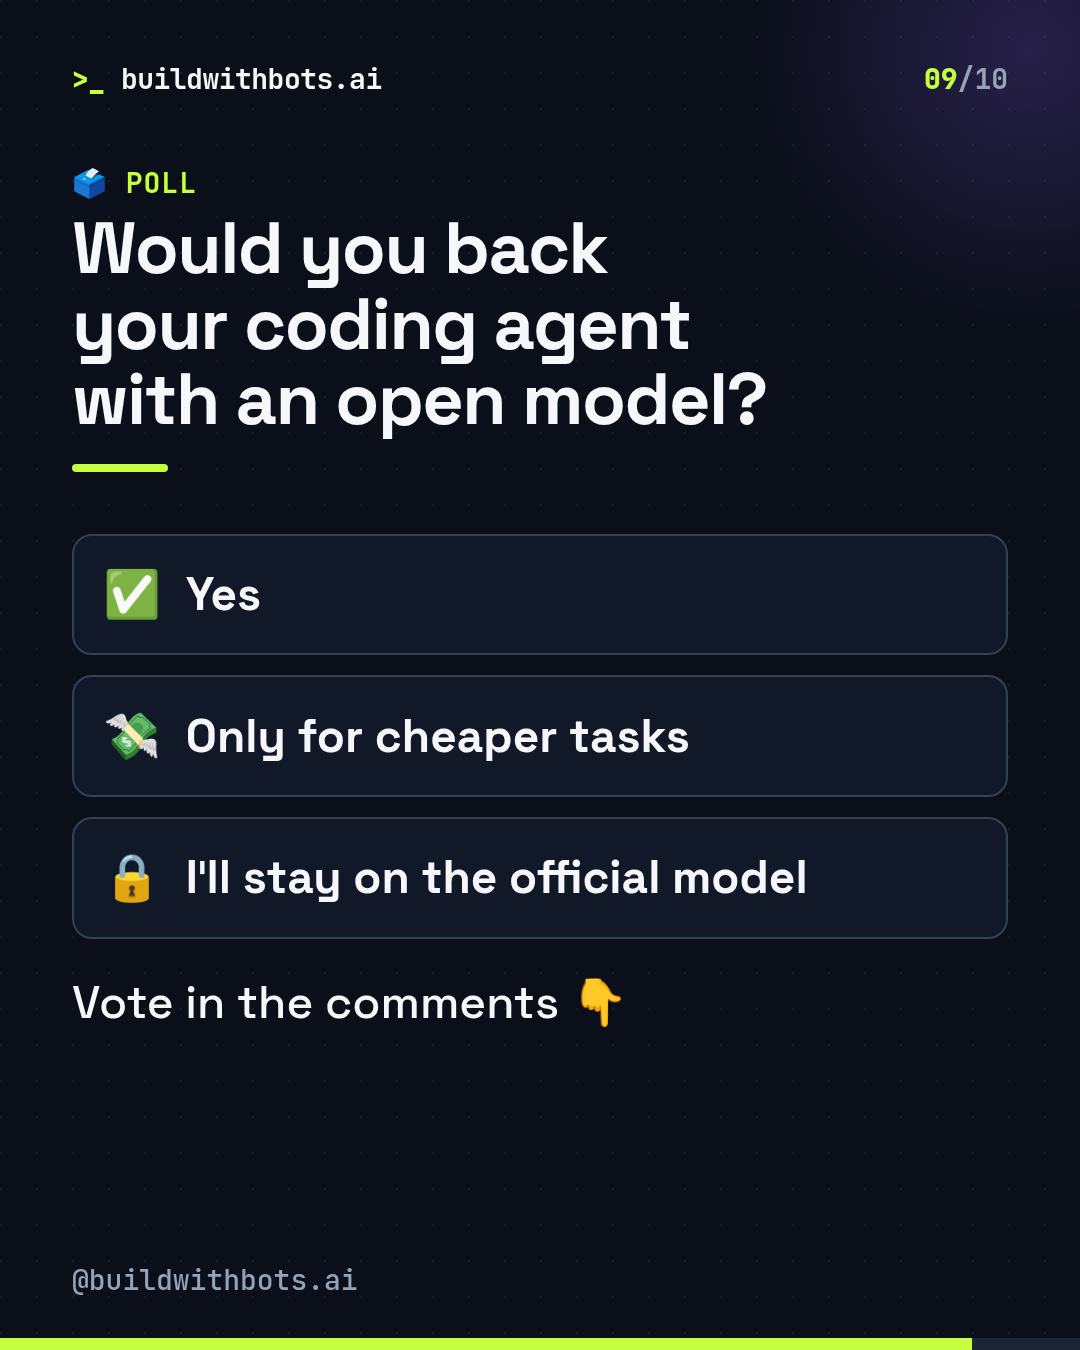 >_ buildwithbots.ai
09/10
🗳️ POLL
Would you back
your coding agent
with an open model?
✅ Yes
💸 Only for cheaper tasks
🔒 I'll stay on the official model
Vote in the comments 👇
@buildwithbots.ai